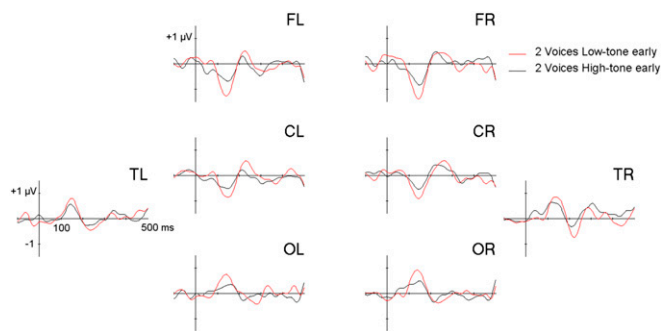 FL
FR
+1 µV
2 Voices Low-tone early
2 Voices High-tone early
CL
CR
TL
TR
+1 µV
100
500 ms
-1
OL
OR